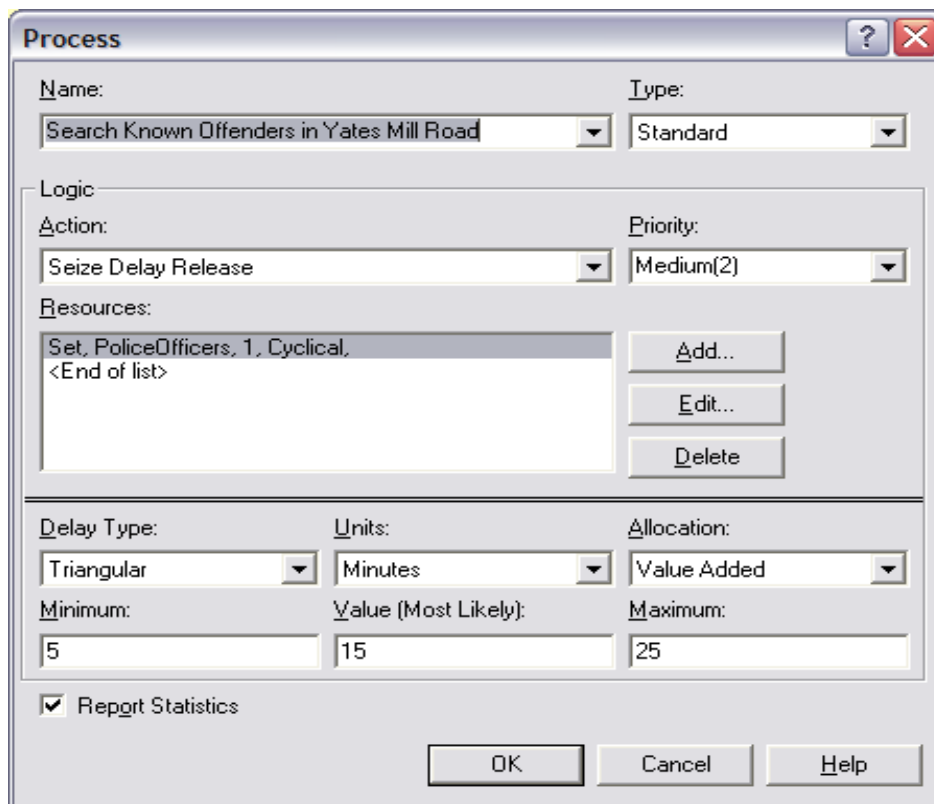 Process
Name: Type:
Search Known Offenders in Yates Mill Road Standard
Logic
Action: Priority:
Seize Delay Release Medium(2)
Resources:
Set, PoliceOfficers, 1, Cyclical, Add...
<End of list>
Edit...
Delete
Delay Type: Units: Allocation:
Triangular Minutes Value Added
Minimum: Value (Most Likely): Maximum:
5 15 25
Report Statistics
OK Cancel Help